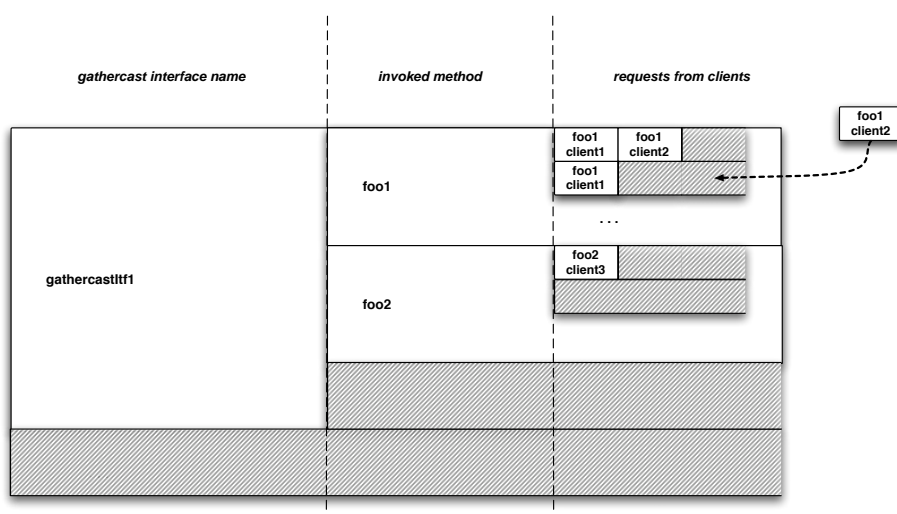 gathercast interface name
invoked method
requests from clients
foo1
client2
foo1
client1
foo1
client2
foo1
foo1
client1
...
gathercastItf1
foo2
client3
foo2